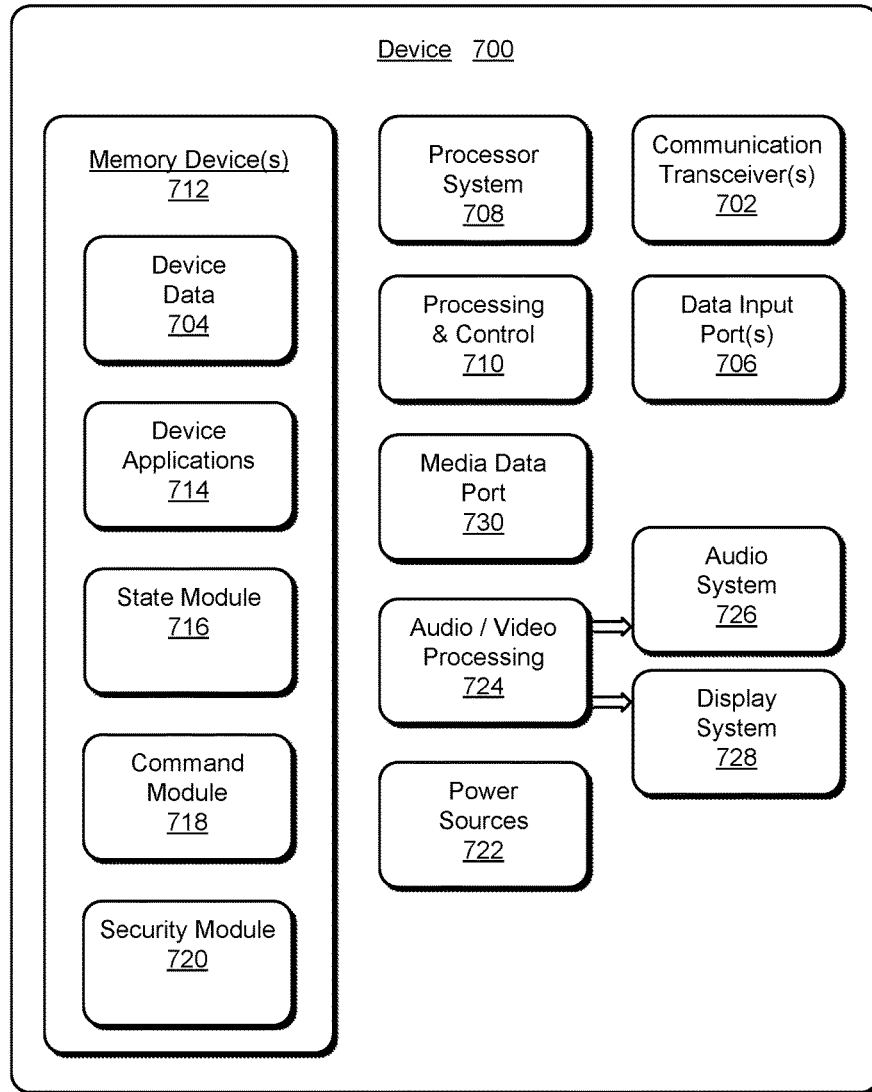 Device 700
Memory Device(s)
712
Device
Data
704
Device
Applications
714
State Module
716
Command
Module
718
Security Module
720
Processor
System
708
Communication
Transceiver(s)
702
Processing
& Control
710
Data Input
Port(s)
706
Media Data
Port
730
Audio / Video
Processing
724
Audio
System
726
Display
System
728
Power
Sources
722